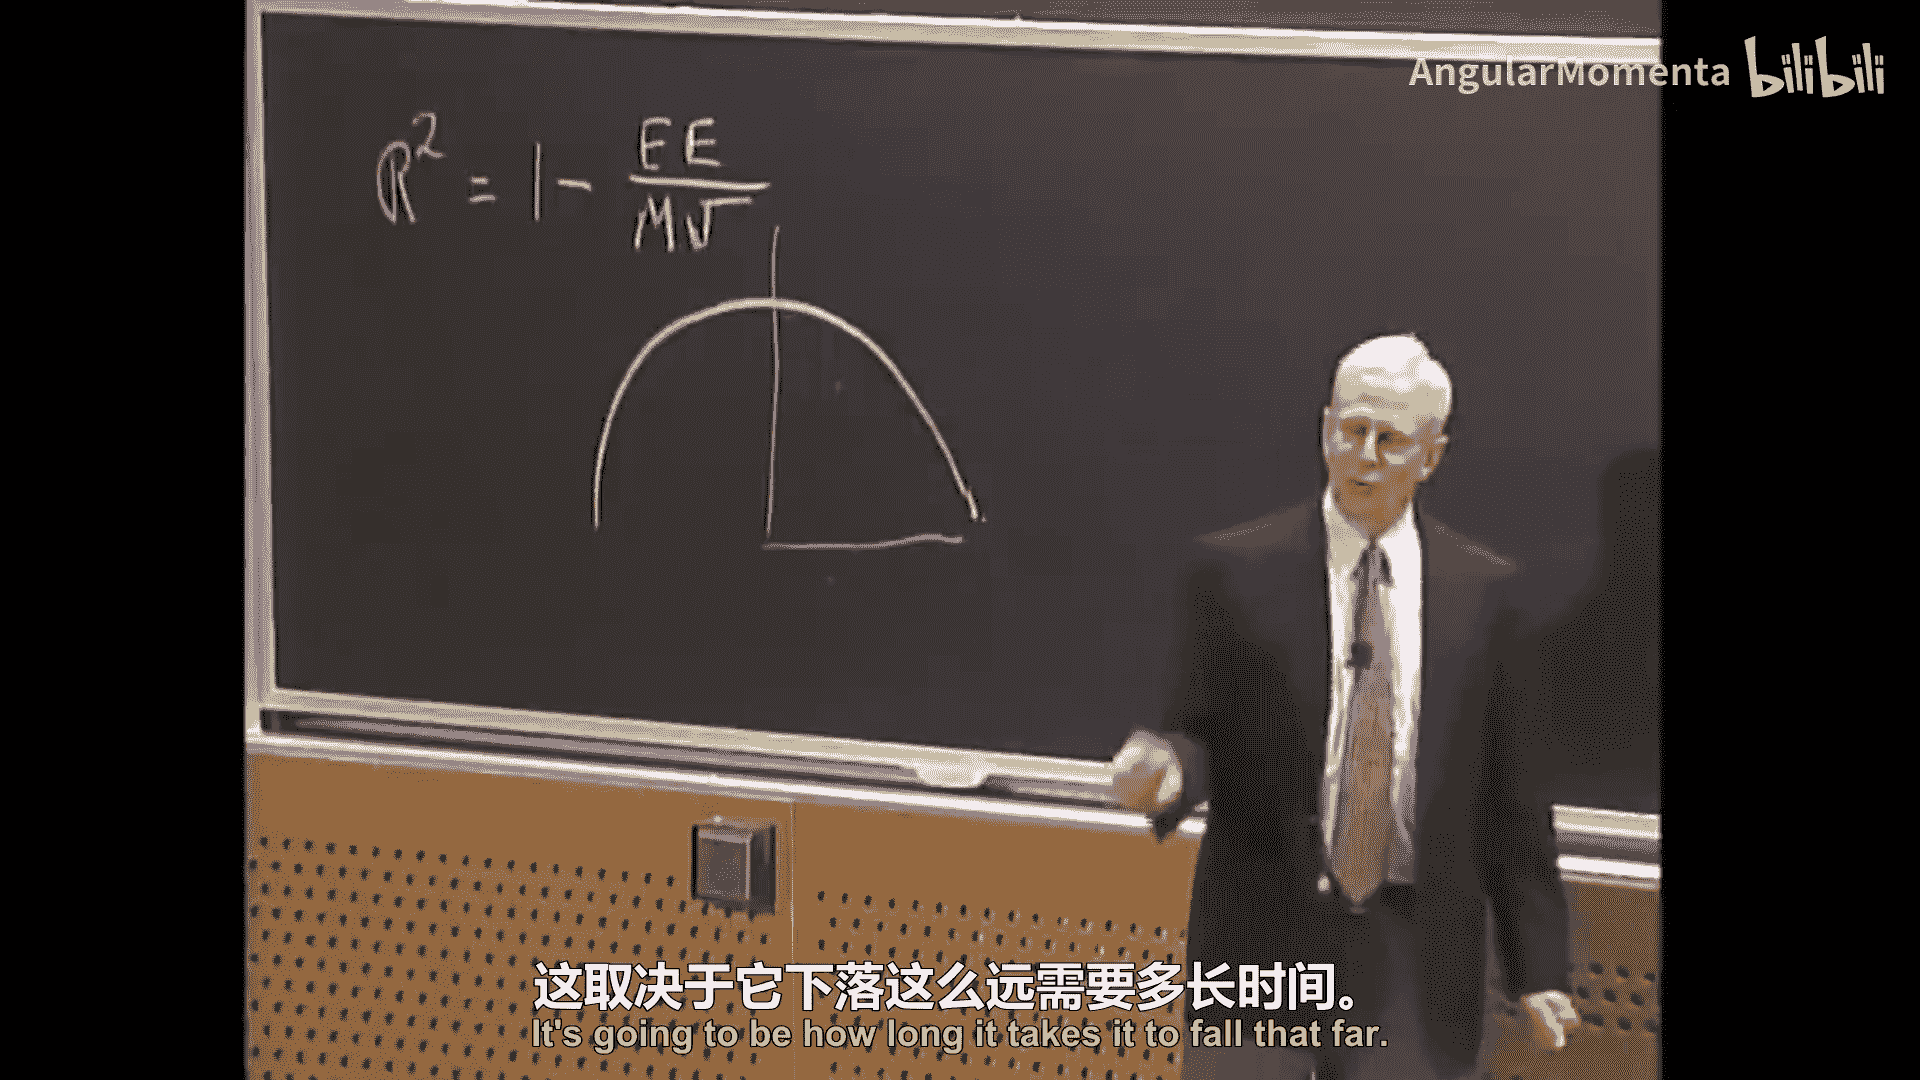 AngularMomenta bilibili
R² = 1 - EE / M√
这取决于它下落这么远需要多长时间。
It's going to be how long it takes it to fall that far.